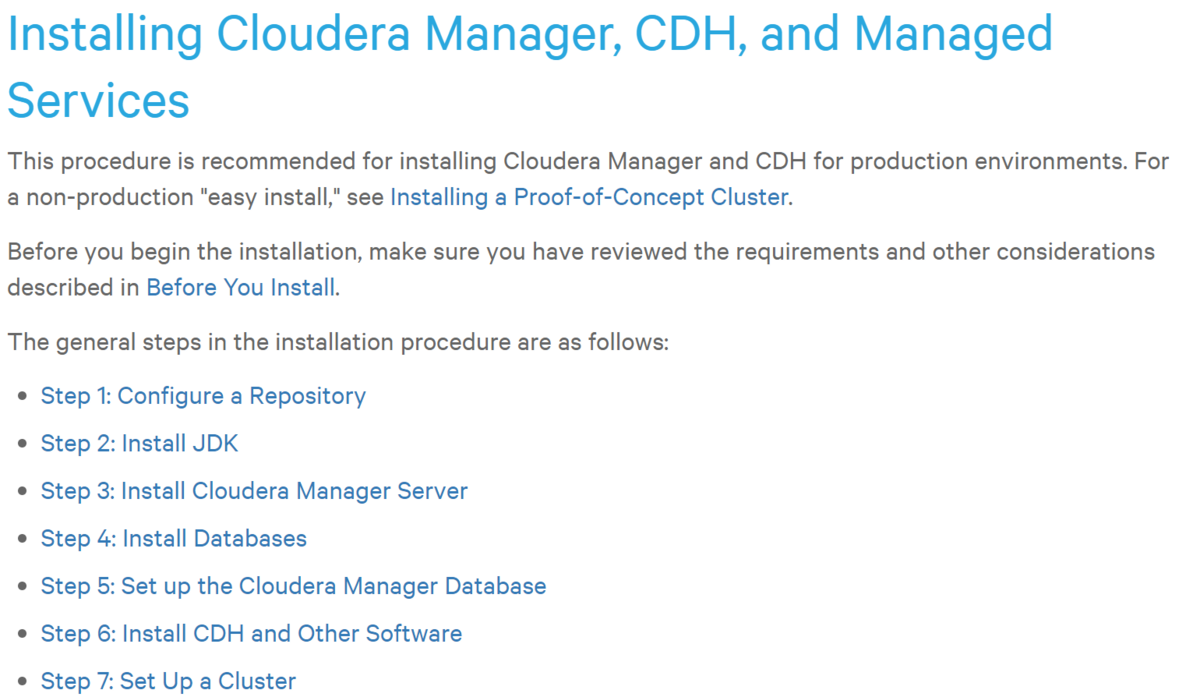 Installing Cloudera Manager, CDH, and Managed
Services
This procedure is recommended for installing Cloudera Manager and CDH for production environments. For
a non-production "easy install," see Installing a Proof-of-Concept Cluster.
Before you begin the installation, make sure you have reviewed the requirements and other considerations
described in Before You Install.
The general steps in the installation procedure are as follows:
• Step 1: Configure a Repository
• Step 2: Install JDK
• Step 3: Install Cloudera Manager Server
• Step 4: Install Databases
• Step 5: Set up the Cloudera Manager Database
• Step 6: Install CDH and Other Software
• Step 7: Set Up a Cluster